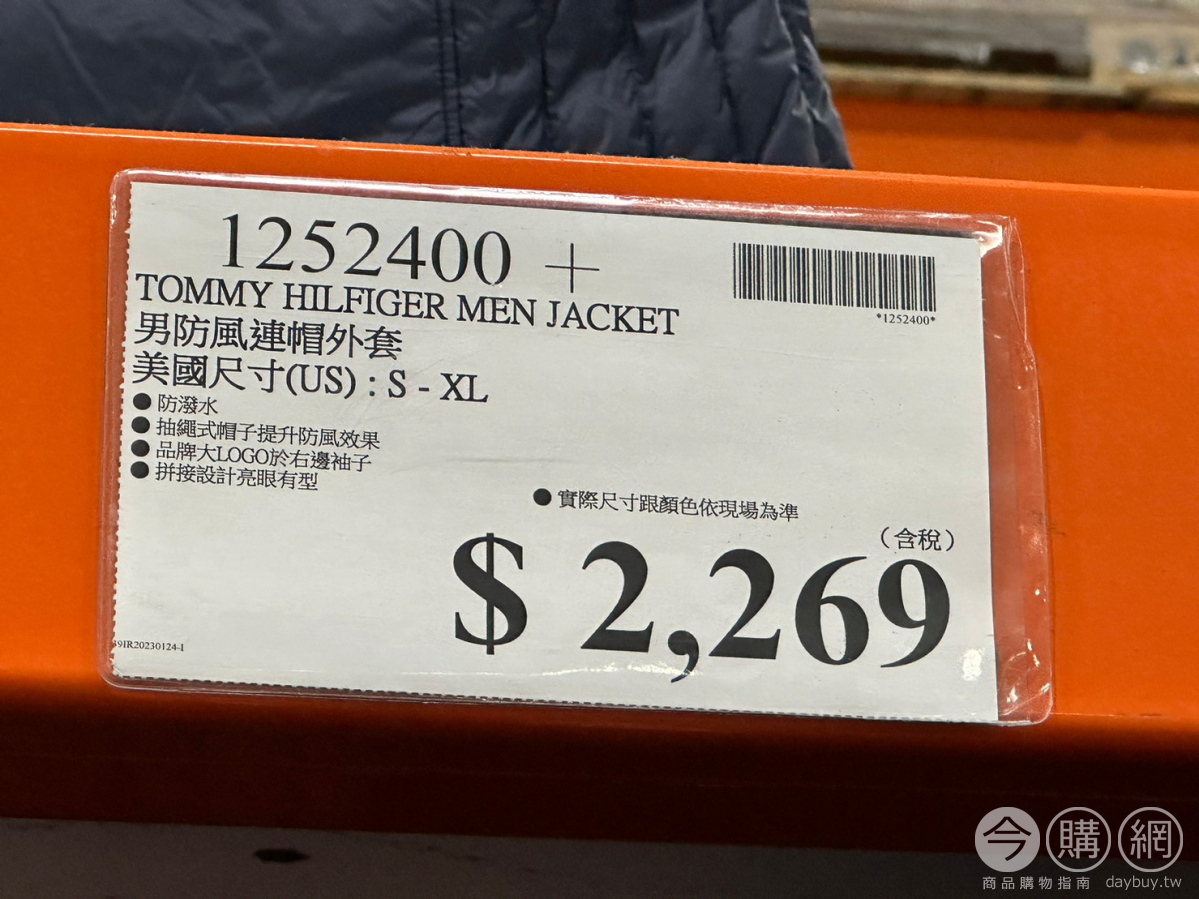 1252400 +
*1252400*
TOMMY HILFIGER MEN JACKET
男防風連帽外套
美國尺寸(US) : S - XL
● 防潑水
● 抽繩式帽子提升防風效果
● 品牌大LOGO於右邊袖子
● 拼接設計亮眼有型
● 實際尺寸跟顏色依現場為準
（含稅）
$ 2,269
49IR20230124-1
今購網
商品購物指南 daybuy.tw